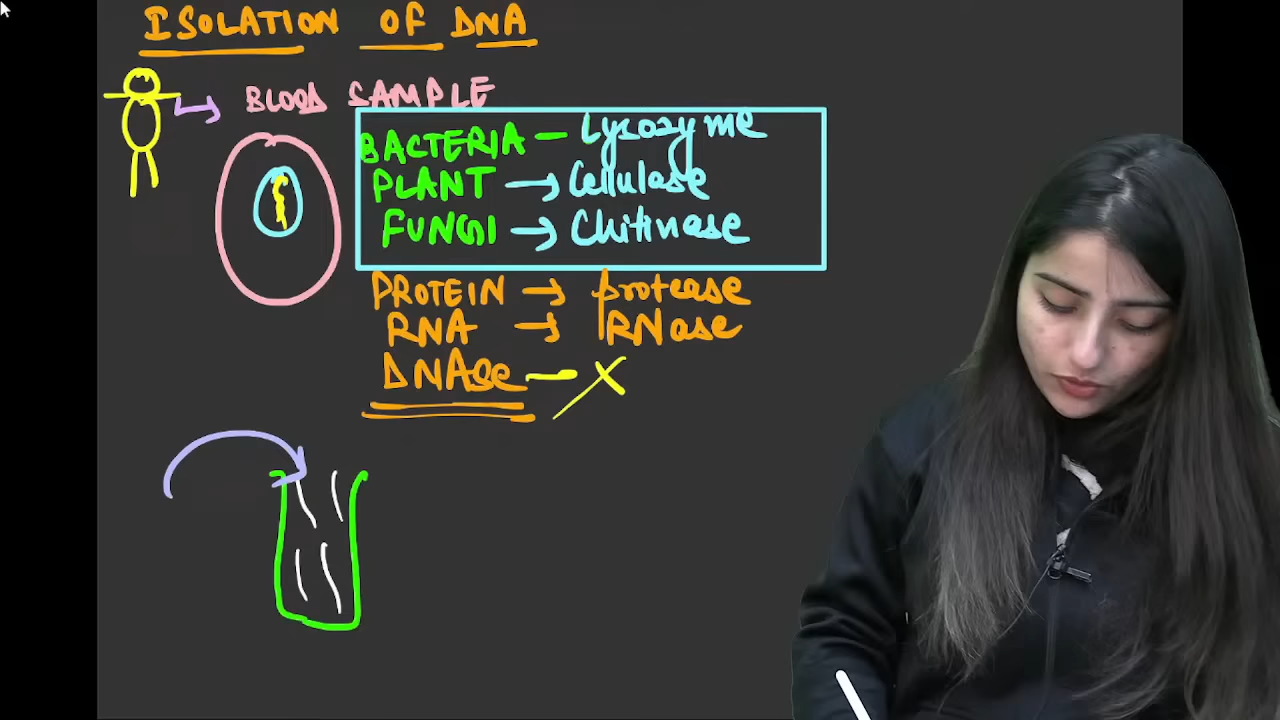 ISOLATION OF DNA
BLOOD SAMPLE
BACTERIA – Lysozyme
PLANT → Cellulase
FUNGI → Chitinase
PROTEIN → protease
RNA → RNase
DNAse – X